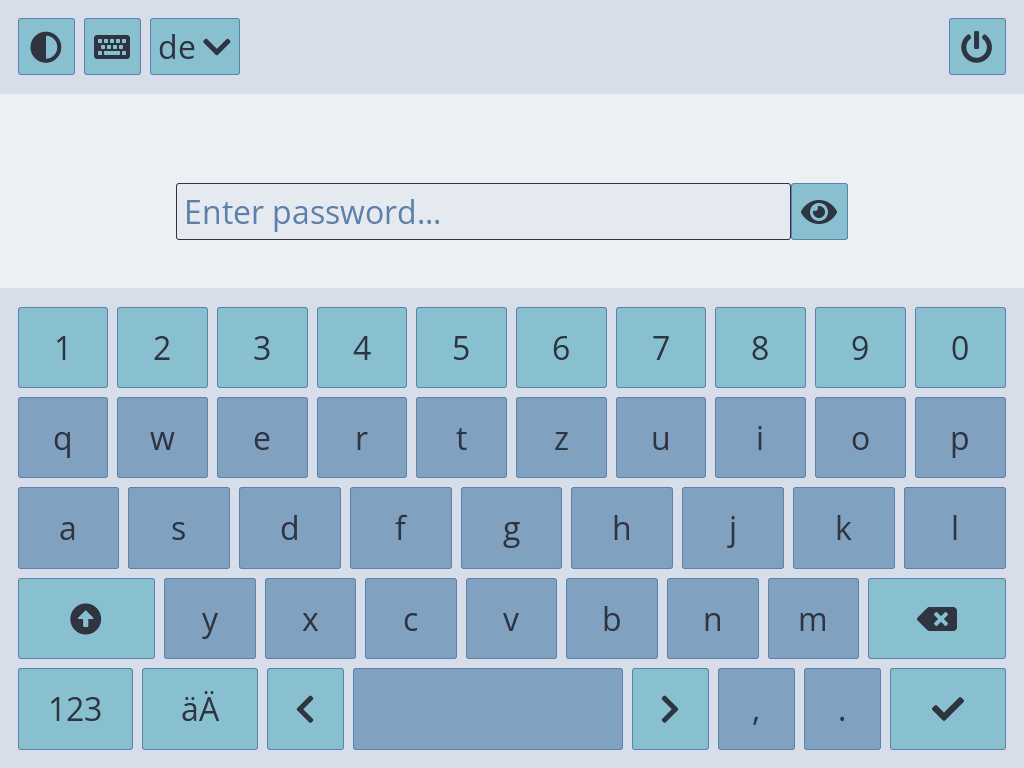 de
Enter password...
1 2 3 4 5 6 7 8 9 0
q w e r t z u i o p
a s d f g h j k l
y x c v b n m
123 äÄ , .